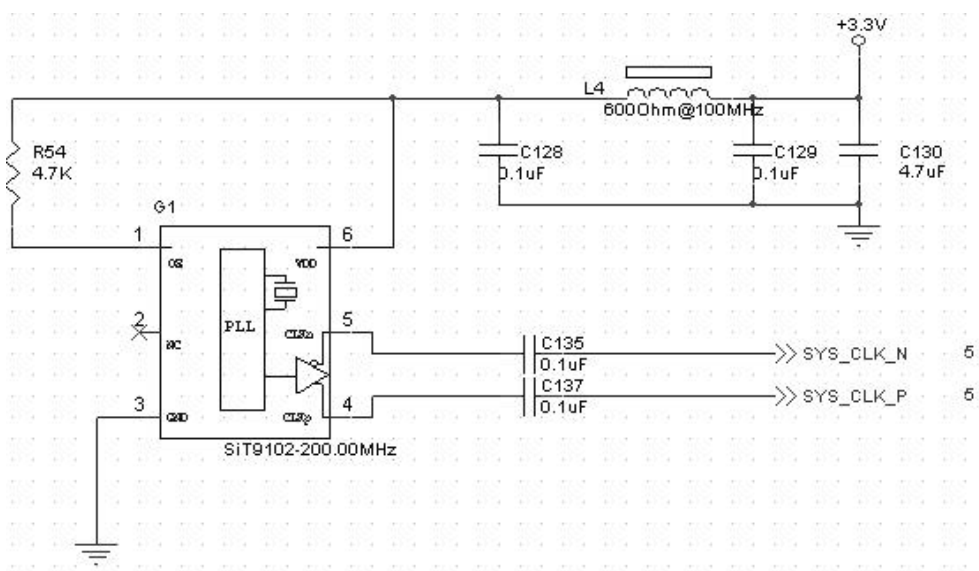 +3.3V
L4
600Ohm@100MHz
R54
4.7K
C128
0.1uF
C129
0.1uF
C130
4.7uF
G1
1
6
OE
VDD
2
5
NC
PLL
CLKn
C135
0.1uF
SYS_CLK_N
5
3
4
GND
CLKp
C137
0.1uF
SYS_CLK_P
5
SiT9102-200.00MHz